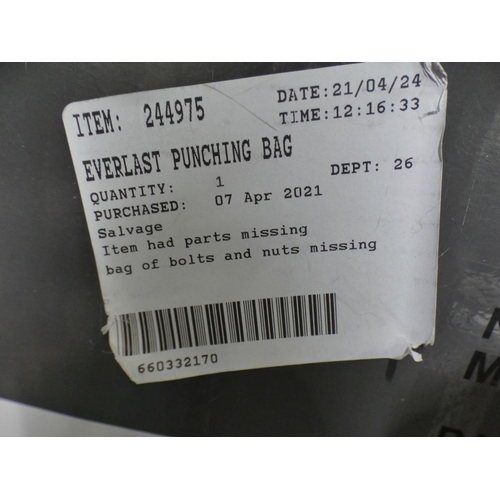 ITEM: 244975
DATE:21/04/24
TIME:12:16:33
EVERLAST PUNCHING BAG
QUANTITY: 1
DEPT: 26
PURCHASED: 07 Apr 2021
Salvage
Item had parts missing
bag of bolts and nuts missing
660332170